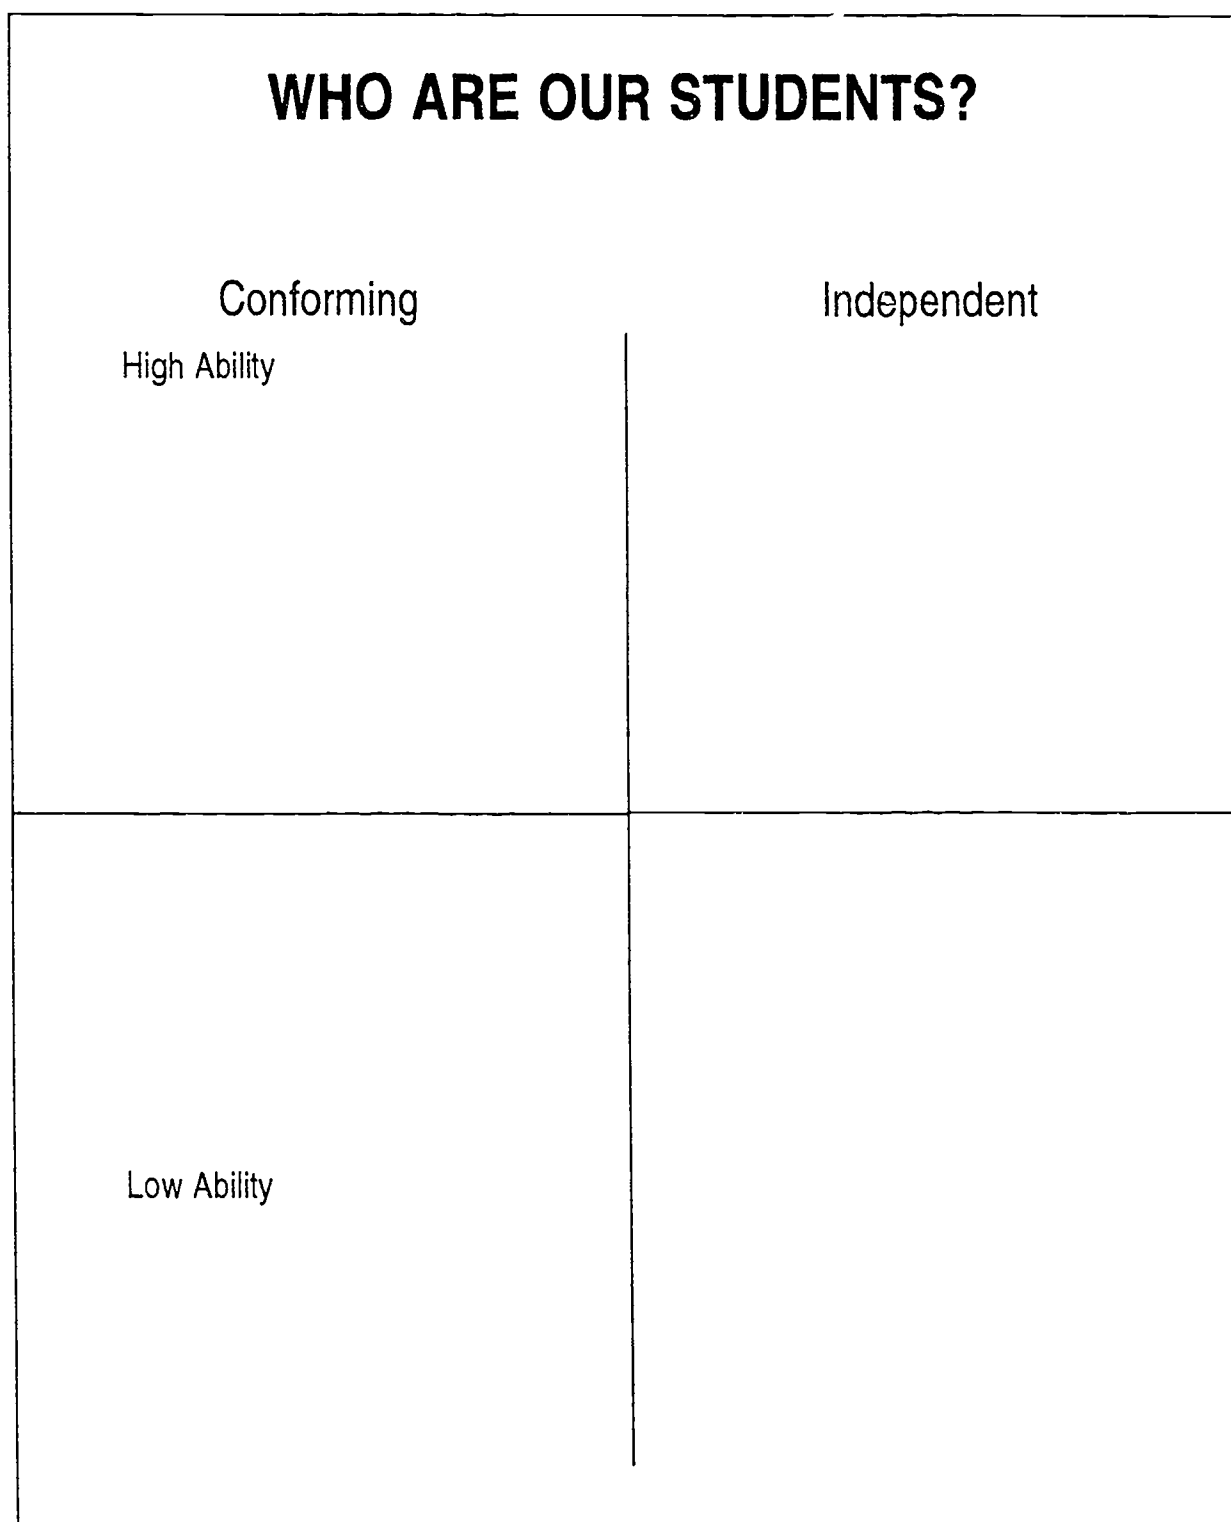 WHO ARE OUR STUDENTS?
Conforming
Independent
High Ability
Low Ability